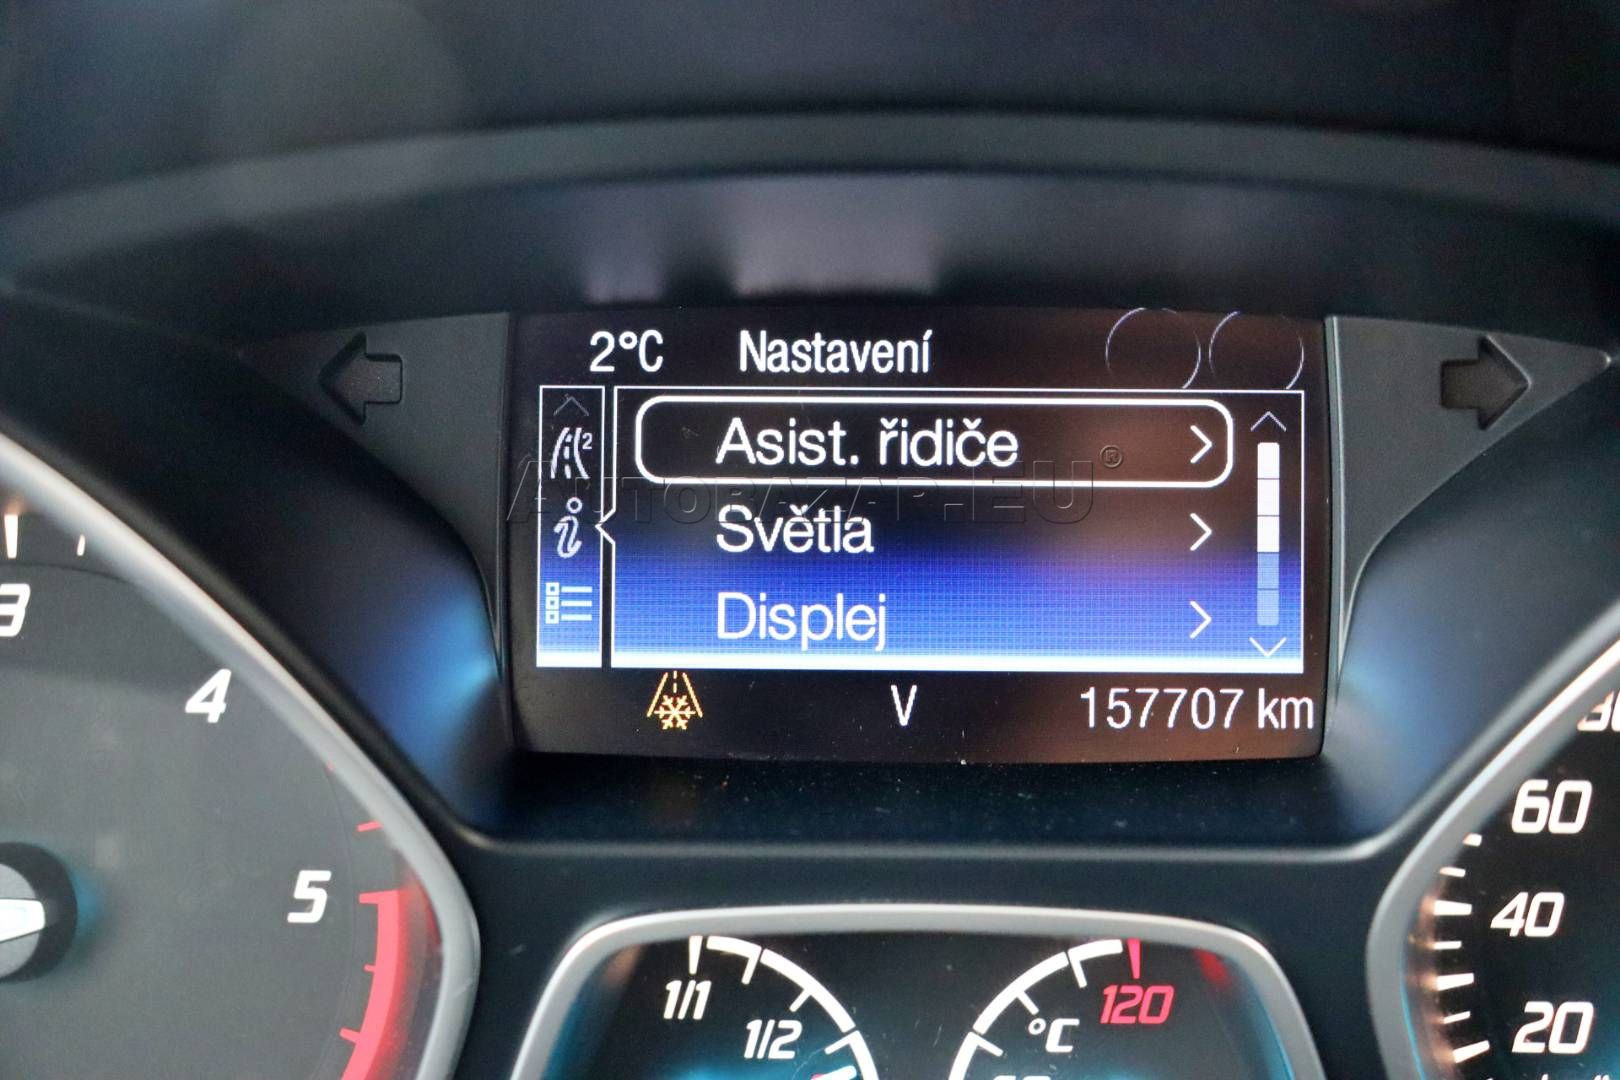 2°C Nastavení
Asist. řidiče
AUTOBAZAR.EU®
2
Světla
i
Displej
V 157707 km
3
4
5
1/1
1/2
°C
120
60
40
20